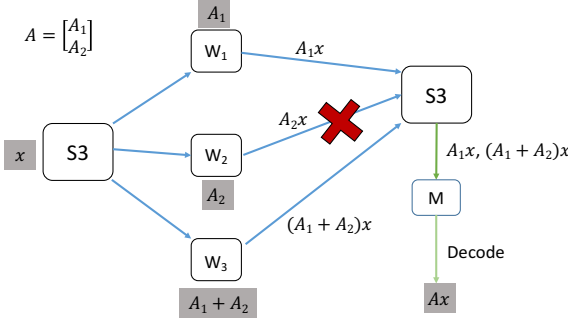 A = [A₁
A₂]
A₁
W₁
A₁x
x
S3
A₂x
W₂
A₂
S3
(A₁ + A₂)x
W₃
A₁ + A₂
A₁x, (A₁ + A₂)x
M
Decode
Ax